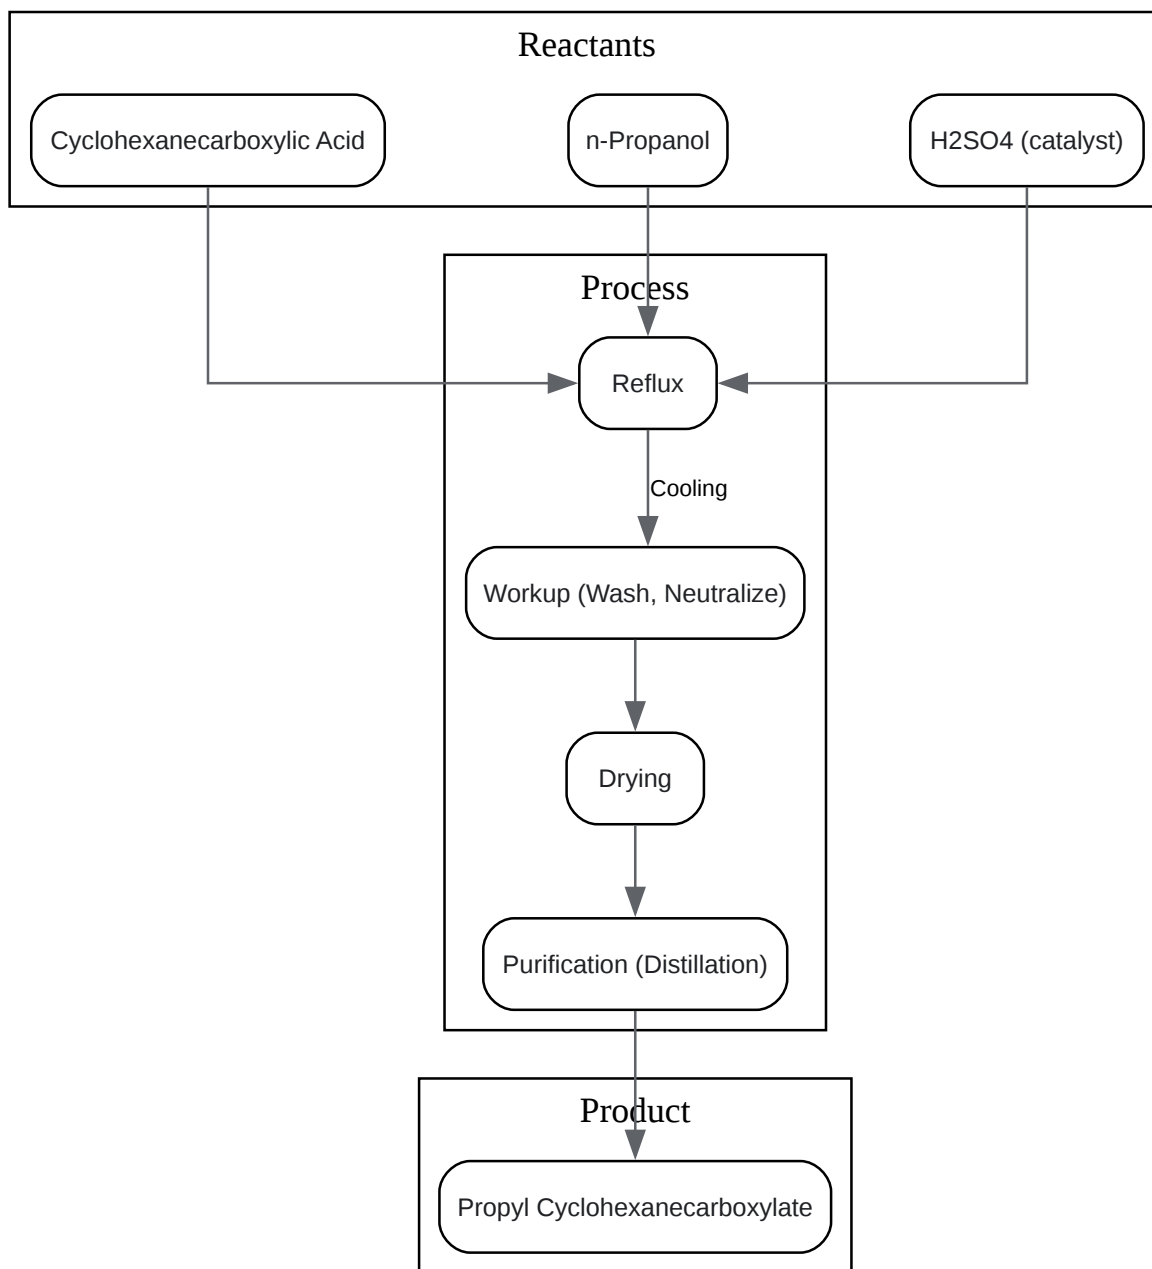 Reactants
Cyclohexanecarboxylic Acid
n-Propanol
H2SO4 (catalyst)
Process
Reflux
Cooling
Workup (Wash, Neutralize)
Drying
Purification (Distillation)
Product
Propyl Cyclohexanecarboxylate